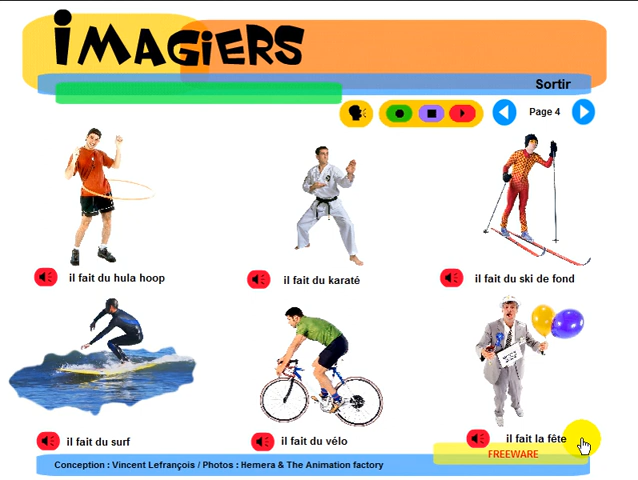 iMAGiERS
Sortir
Page 4
il fait du hula hoop
il fait du karaté
il fait du ski de fond
il fait du surf
il fait du vélo
il fait la fête
FREEWARE
Conception : Vincent Lefrançois / Photos : Hemera & The Animation factory